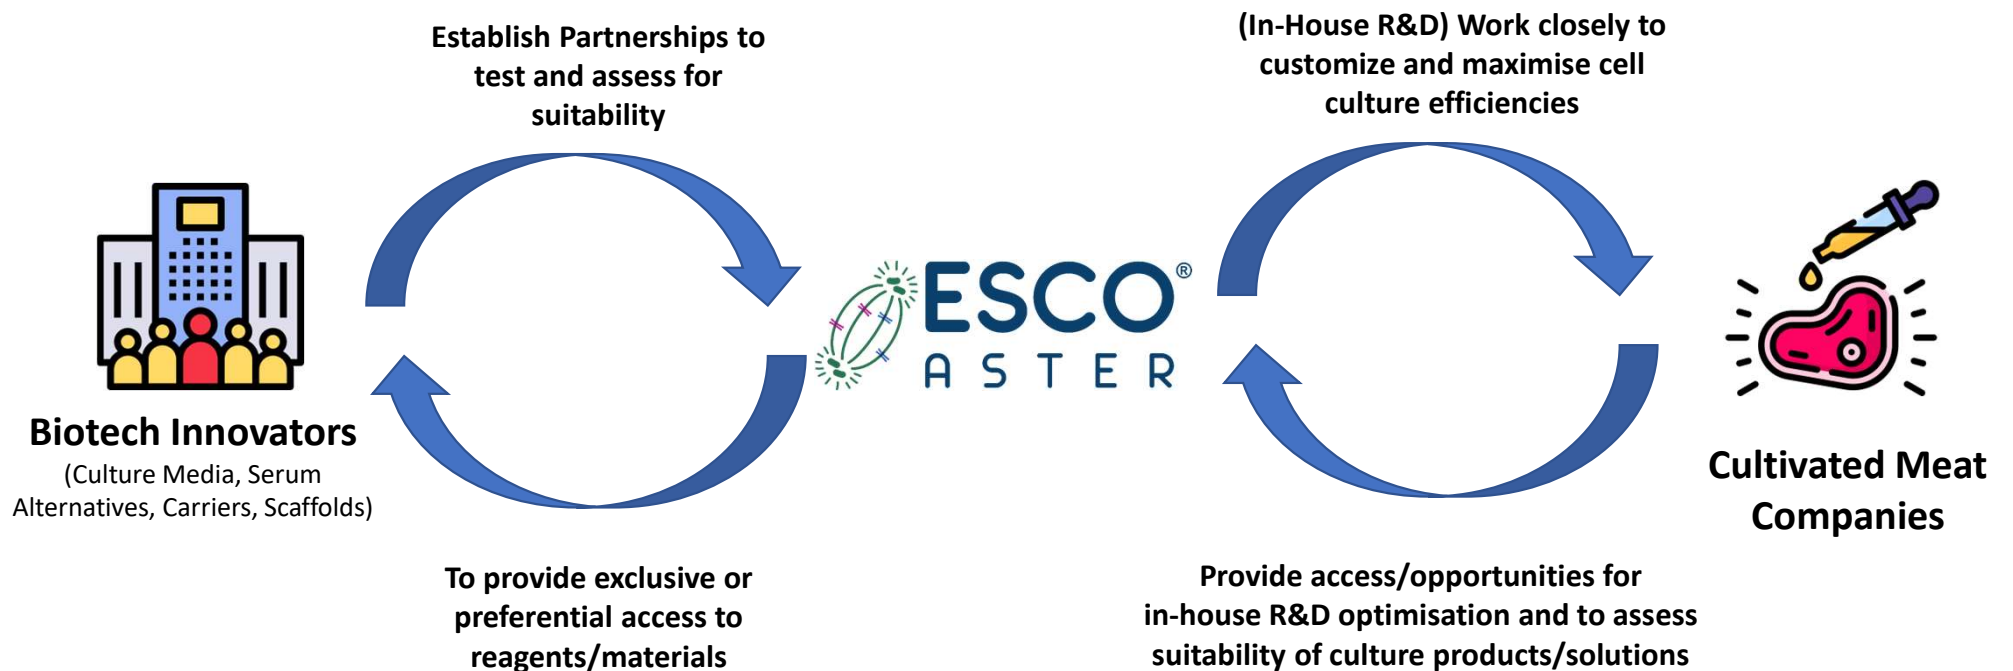 Establish Partnerships to
test and assess for
suitability
(In-House R&D) Work closely to
customize and maximise cell
culture efficiencies
Biotech Innovators
(Culture Media, Serum
Alternatives, Carriers, Scaffolds)
ESCO®
ASTER
Cultivated Meat
Companies
To provide exclusive or
preferential access to
reagents/materials
Provide access/opportunities for
in-house R&D optimisation and to assess
suitability of culture products/solutions